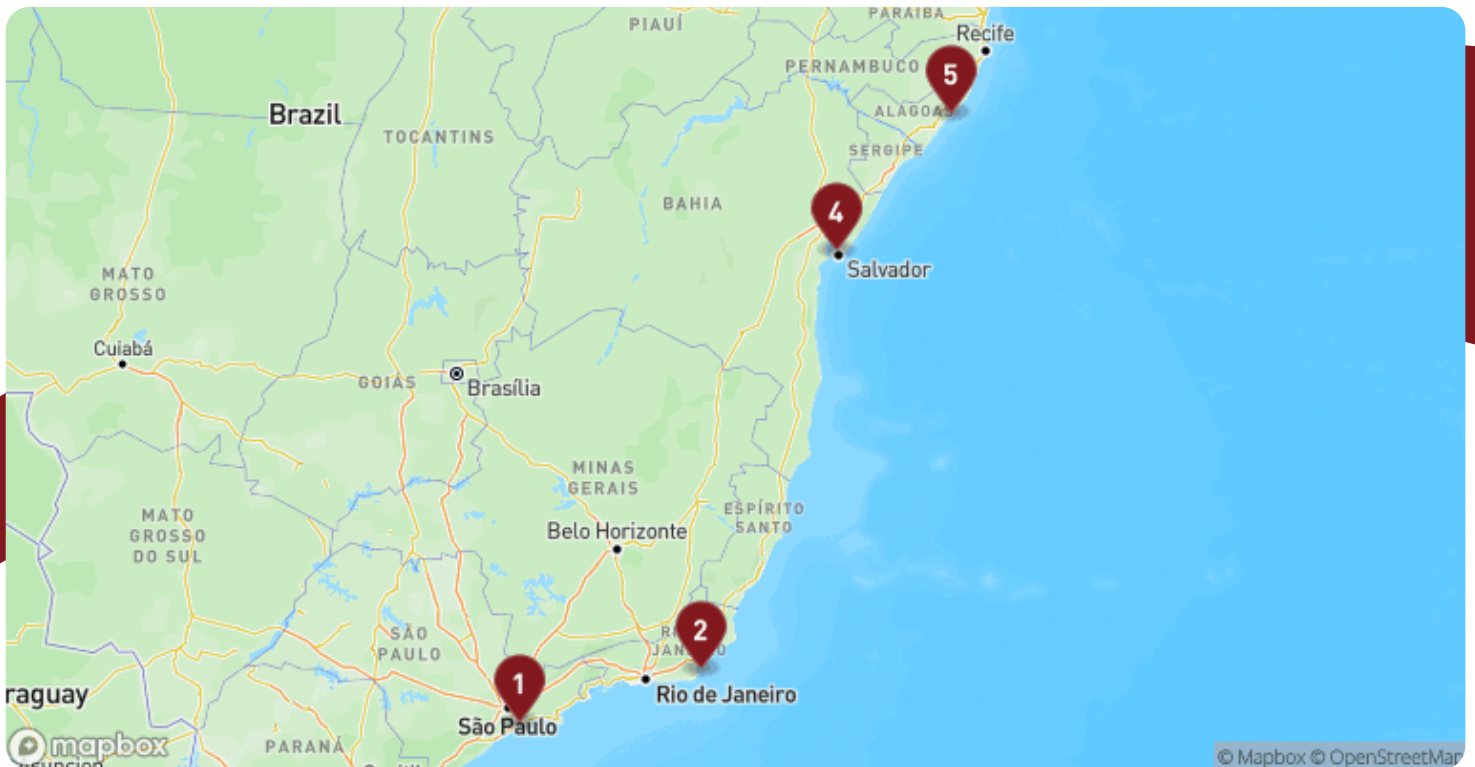 PARAÍBA
PIAUÍ
Recife
PERNAMBUCO
5
Brazil
ALAGOAS
TOCANTINS
SERGIPE
BAHIA
4
Salvador
MATO
GROSSO
Cuiabá
GOIÁS
Brasília
MINAS
GERAIS
ESPÍRITO
SANTO
MATO
GROSSO
DO SUL
Belo Horizonte
SÃO
PAULO
2
1
raguay
Rio de Janeiro
São Paulo
PARANÁ
mapbox
© Mapbox © OpenStreetMap